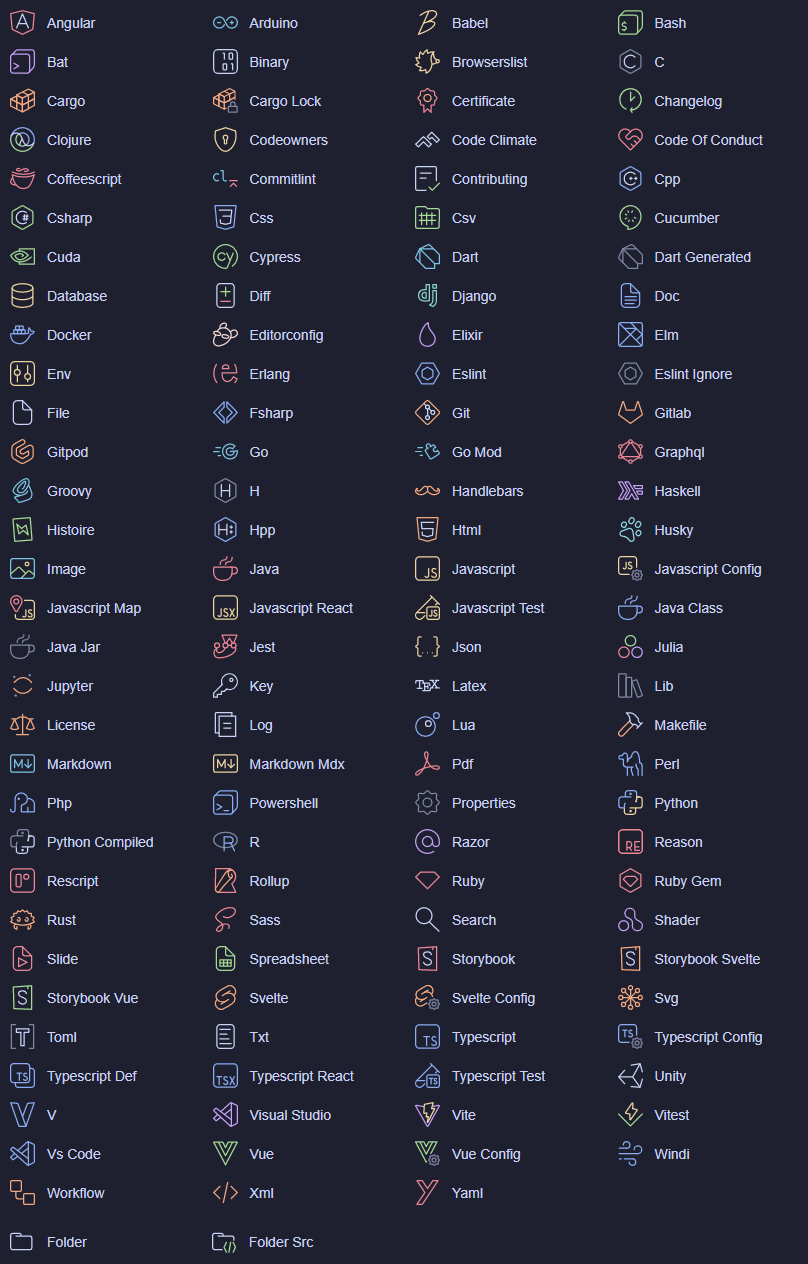 Angular Arduino Babel Bash
Bat Binary Browserslist C
Cargo Cargo Lock Certificate Changelog
Clojure Codeowners Code Climate Code Of Conduct
Coffeescript Commitlint Contributing Cpp
Csharp Css Csv Cucumber
Cuda Cypress Dart Dart Generated
Database Diff Django Doc
Docker Editorconfig Elixir Elm
Env Erlang Eslint Eslint Ignore
File Fsharp Git Gitlab
Gitpod Go Go Mod Graphql
Groovy H Handlebars Haskell
Histoire Hpp Html Husky
Image Java Javascript Javascript Config
Javascript Map Javascript React Javascript Test Java Class
Java Jar Jest Json Julia
Jupyter Key Latex Lib
License Log Lua Makefile
Markdown Markdown Mdx Pdf Perl
Php Powershell Properties Python
Python Compiled R Razor Reason
Rescript Rollup Ruby Ruby Gem
Rust Sass Search Shader
Slide Spreadsheet Storybook Storybook Svelte
Storybook Vue Svelte Svelte Config Svg
Toml Txt Typescript Typescript Config
Typescript Def Typescript React Typescript Test Unity
V Visual Studio Vite Vitest
Vs Code Vue Vue Config Windi
Workflow Xml Yaml
Folder Folder Src